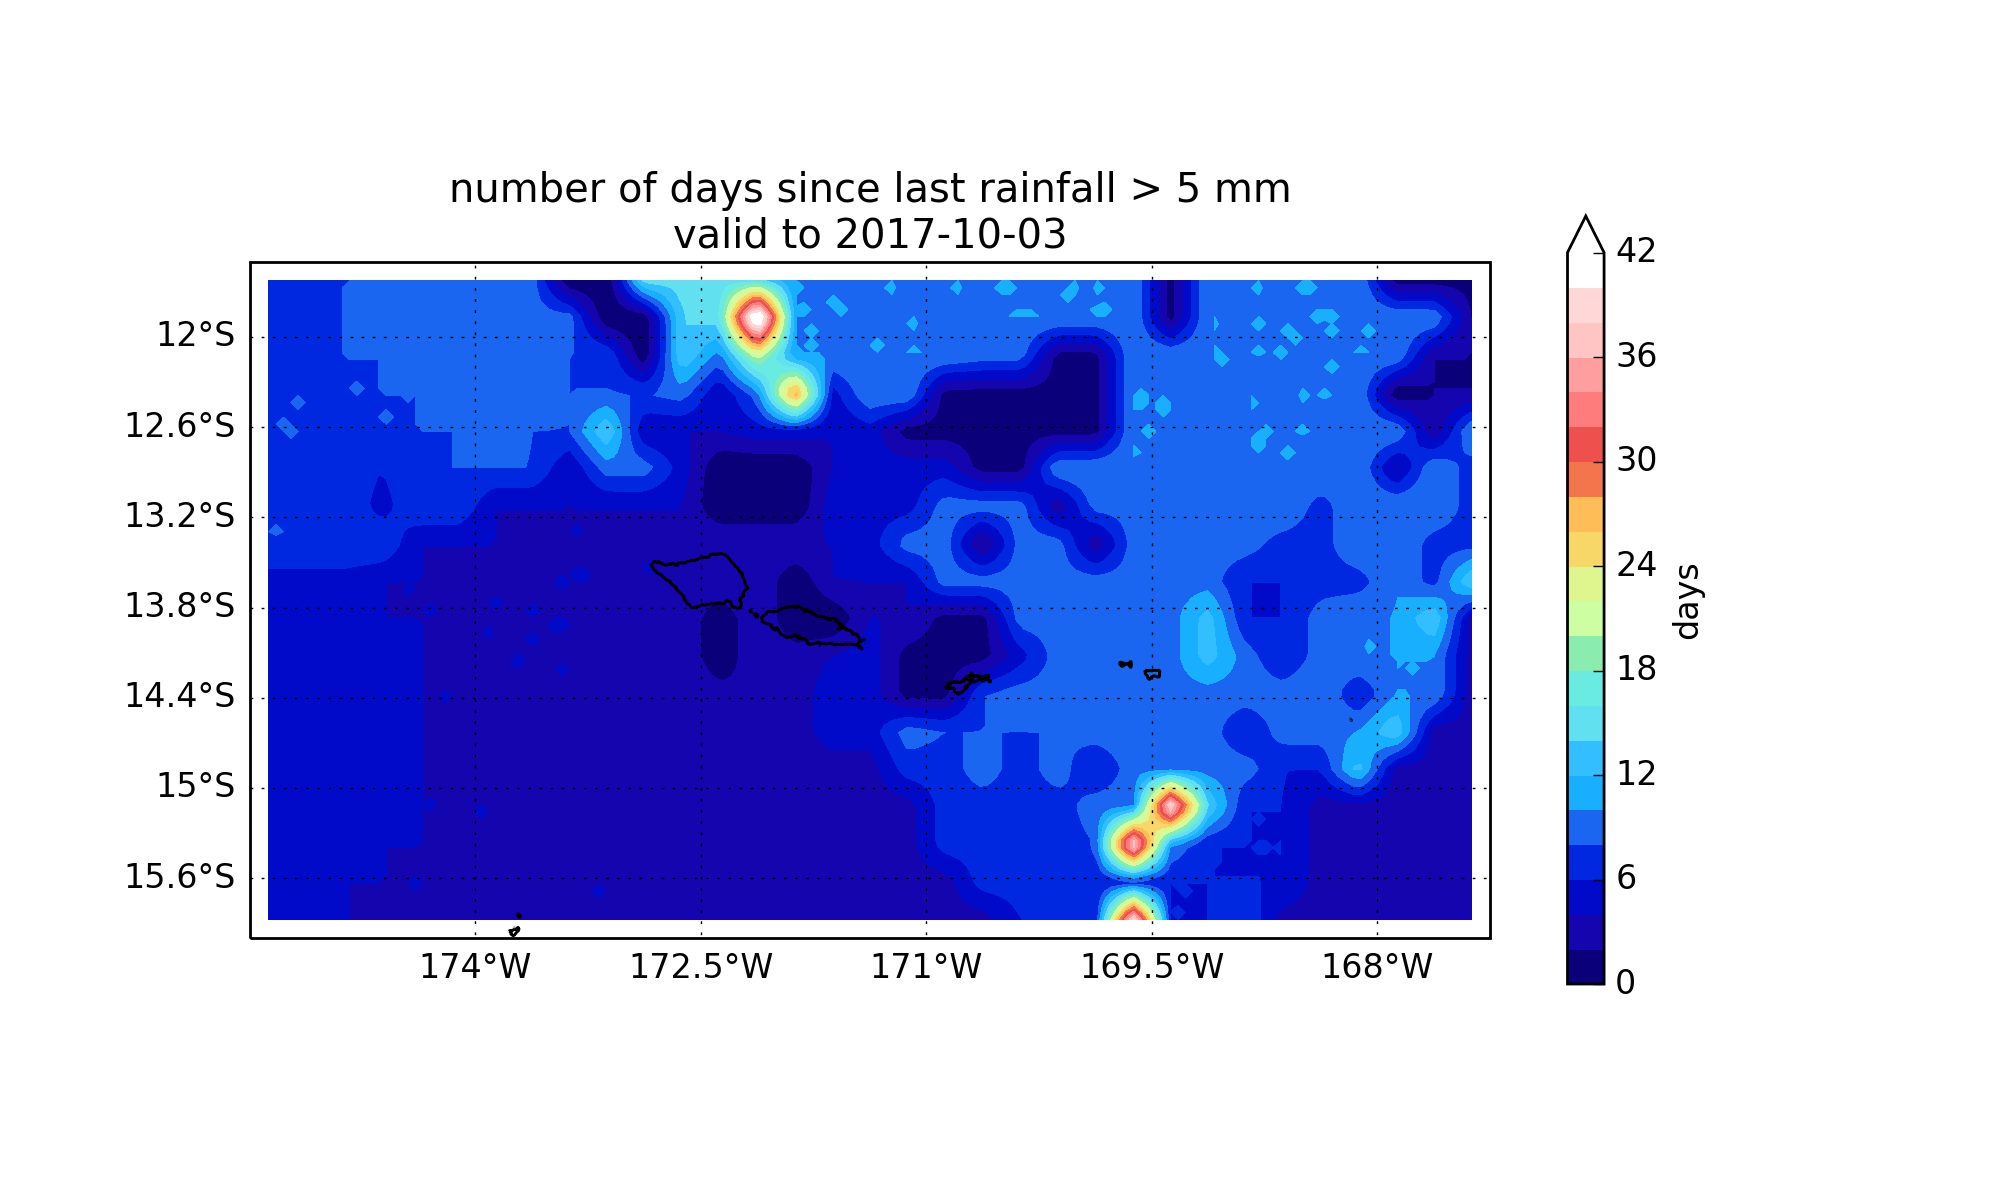 number of days since last rainfall > 5 mm
valid to 2017-10-03
12°S
12.6°S
13.2°S
13.8°S
14.4°S
15°S
15.6°S
174°W
172.5°W
171°W
169.5°W
168°W
42
36
30
24
18
12
6
0
days